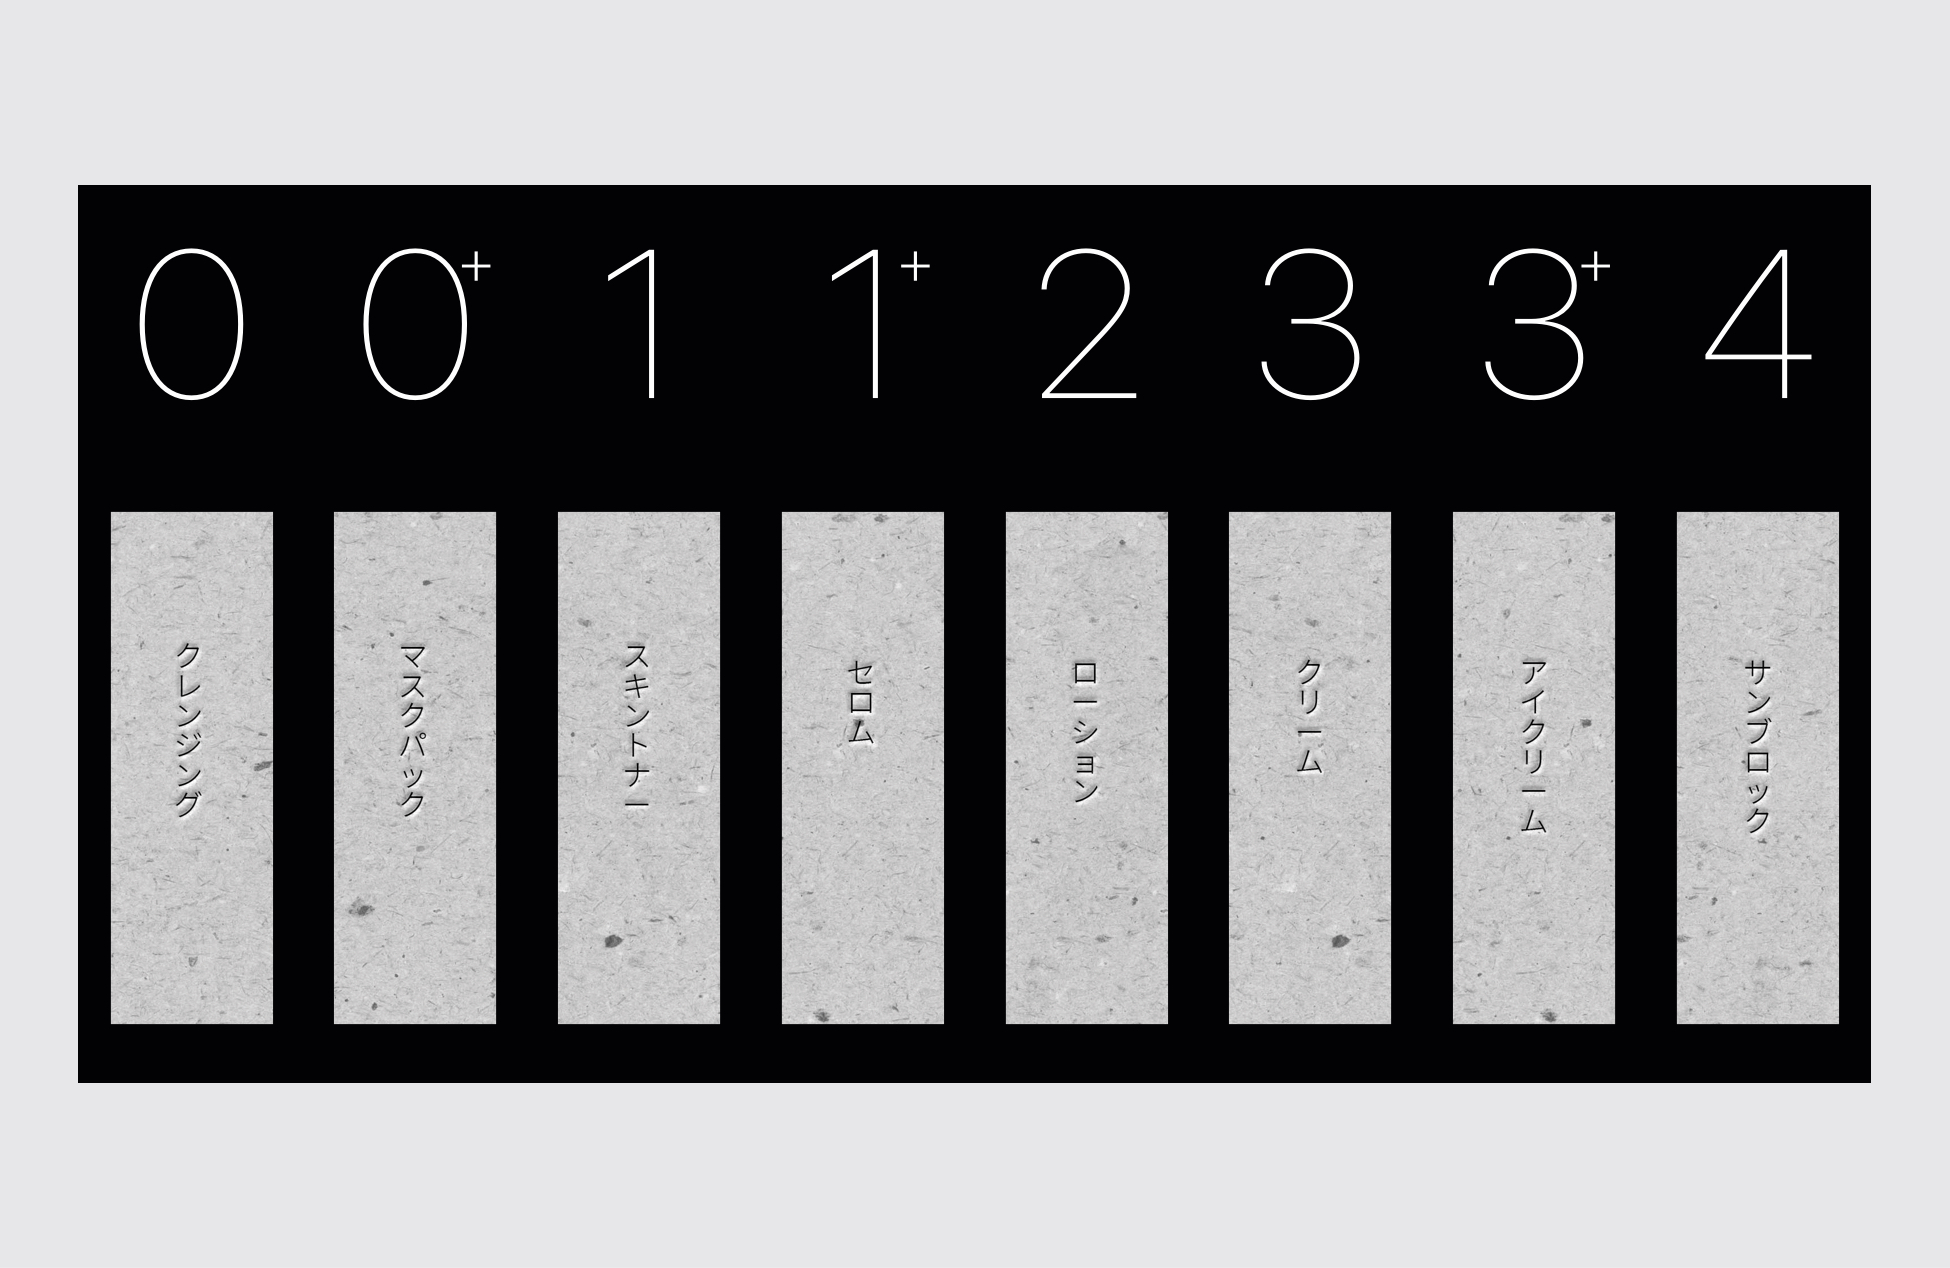 0
0+
1
1+
2
3
3+
4
クレンジング
マスクパック
スキントナー
セロム
ローション
クリーム
アイクリーム
サンブロック